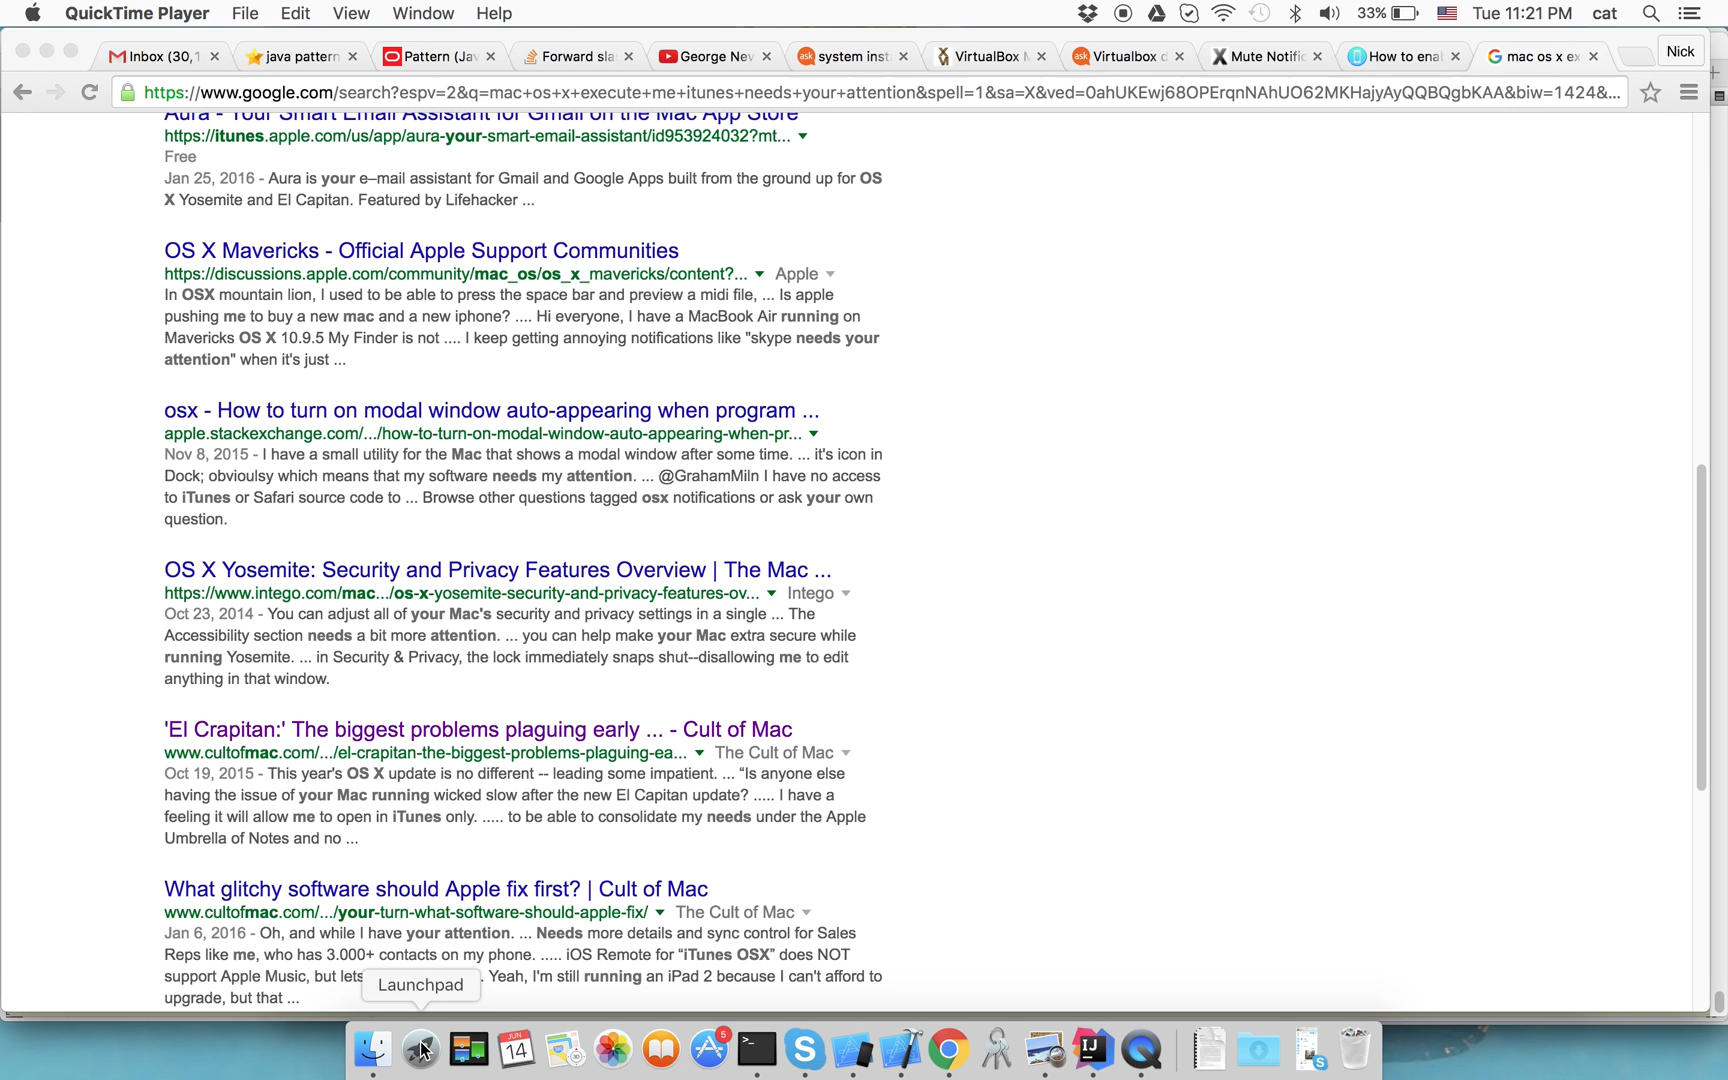 QuickTime Player File Edit View Window Help 33% Tue 11:21 PM cat
Inbox (30,1 java pattern Pattern (Jav Forward sla George Nev system inst VirtualBox Virtualbox d Mute Notific How to enal mac os x ex Nick
https://www.google.com/search?espv=2&q=mac+os+x+execute+me+itunes+needs+your+attention&spell=1&sa=X&ved=0ahUKEwj68OPErqnNAhUO62MKHajyAyQQBQgbKAA&biw=1424&...
Aura - Your Smart Email Assistant for Gmail on the Mac App Store
https://itunes.apple.com/us/app/aura-your-smart-email-assistant/id953924032?mt...
Free
Jan 25, 2016 - Aura is your e–mail assistant for Gmail and Google Apps built from the ground up for OS
X Yosemite and El Capitan. Featured by Lifehacker ...
OS X Mavericks - Official Apple Support Communities
https://discussions.apple.com/community/mac_os/os_x_mavericks/content?... Apple
In OSX mountain lion, I used to be able to press the space bar and preview a midi file, ... Is apple
pushing me to buy a new mac and a new iphone? .... Hi everyone, I have a MacBook Air running on
Mavericks OS X 10.9.5 My Finder is not .... I keep getting annoying notifications like "skype needs your
attention" when it's just ...
osx - How to turn on modal window auto-appearing when program ...
apple.stackexchange.com/.../how-to-turn-on-modal-window-auto-appearing-when-pr...
Nov 8, 2015 - I have a small utility for the Mac that shows a modal window after some time. ... it's icon in
Dock; obvioulsy which means that my software needs my attention. ... @GrahamMiln I have no access
to iTunes or Safari source code to ... Browse other questions tagged osx notifications or ask your own
question.
OS X Yosemite: Security and Privacy Features Overview | The Mac ...
https://www.intego.com/mac.../os-x-yosemite-security-and-privacy-features-ov... Intego
Oct 23, 2014 - You can adjust all of your Mac's security and privacy settings in a single ... The
Accessibility section needs a bit more attention. ... you can help make your Mac extra secure while
running Yosemite. ... in Security & Privacy, the lock immediately snaps shut--disallowing me to edit
anything in that window.
'El Crapitan:' The biggest problems plaguing early ... - Cult of Mac
www.cultofmac.com/.../el-crapitan-the-biggest-problems-plaguing-ea... The Cult of Mac
Oct 19, 2015 - This year's OS X update is no different -- leading some impatient. ... “Is anyone else
having the issue of your Mac running wicked slow after the new El Capitan update? ..... I have a
feeling it will allow me to open in iTunes only. ..... to be able to consolidate my needs under the Apple
Umbrella of Notes and no ...
What glitchy software should Apple fix first? | Cult of Mac
www.cultofmac.com/.../your-turn-what-software-should-apple-fix/ The Cult of Mac
Jan 6, 2016 - Oh, and while I have your attention. ... Needs more details and sync control for Sales
Reps like me, who has 3.000+ contacts on my phone. ..... iOS Remote for “iTunes OSX” does NOT
support Apple Music, but lets . Yeah, I'm still running an iPad 2 because I can't afford to
upgrade, but that ...
Launchpad
JUN
14
5
IJ